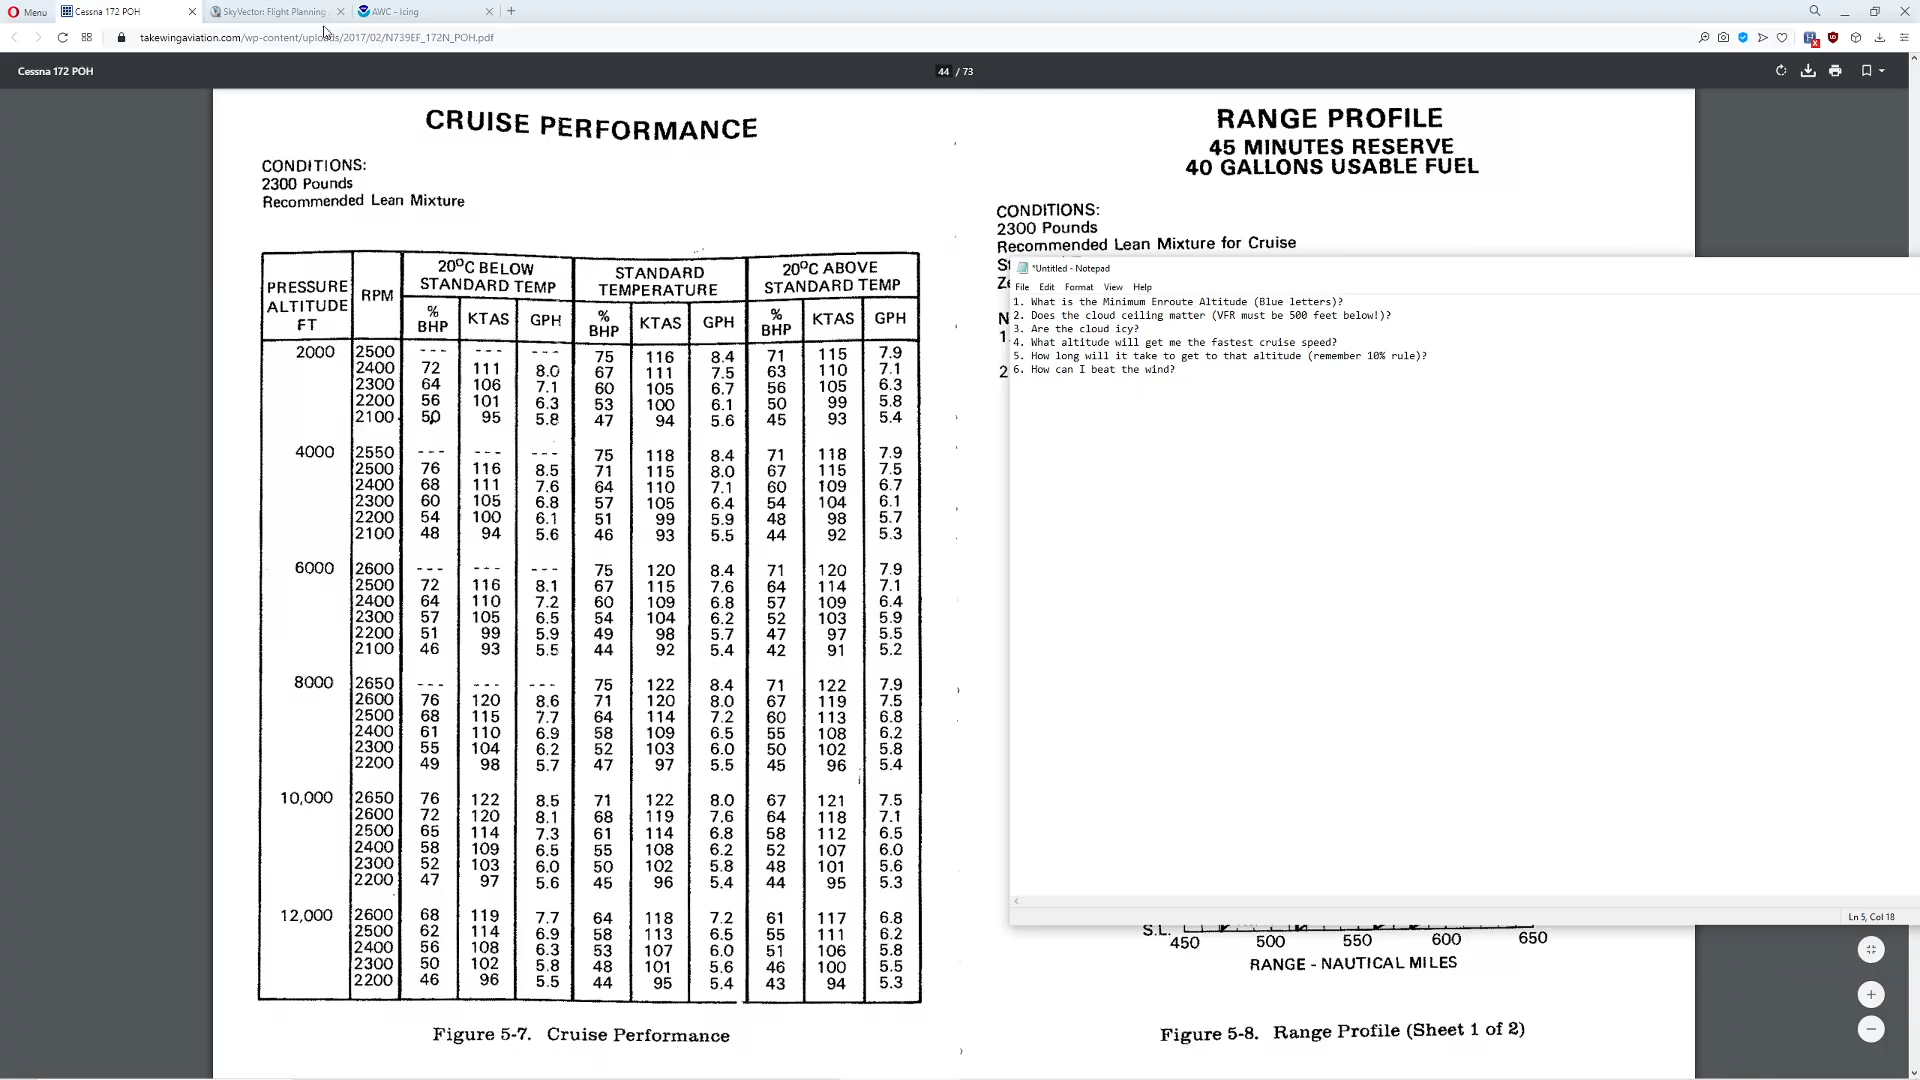 Menu
Cessna 172 POH
SkyVector: Flight Planning
AWC - Icing
takewingaviation.com/wp-content/uploads/2017/02/N739EF_172N_POH.pdf
Cessna 172 POH
44 / 73
CRUISE PERFORMANCE
CONDITIONS:
2300 Pounds
Recommended Lean Mixture
PRESSURE ALTITUDE FT RPM 20°C BELOW STANDARD TEMP STANDARD TEMPERATURE 20°C ABOVE STANDARD TEMP
% BHP KTAS GPH % BHP KTAS GPH % BHP KTAS GPH
2000 2500 --- --- --- 75 116 8.4 71 115 7.9
2400 72 111 8.0 67 111 7.5 63 110 7.1
2300 64 106 7.1 60 105 6.7 56 105 6.3
2200 56 101 6.3 53 100 6.1 50 99 5.8
2100 50 95 5.8 47 94 5.6 45 93 5.4
4000 2550 --- --- --- 75 118 8.4 71 118 7.9
2500 76 116 8.5 71 115 8.0 67 115 7.5
2400 68 111 7.6 64 110 7.1 60 109 6.7
2300 60 105 6.8 57 105 6.4 54 104 6.1
2200 54 100 6.1 51 99 5.9 48 98 5.7
2100 48 94 5.6 46 93 5.5 44 92 5.3
6000 2600 --- --- --- 75 120 8.4 71 120 7.9
2500 72 116 8.1 67 115 7.6 64 114 7.1
2400 64 110 7.2 60 109 6.8 57 109 6.4
2300 57 105 6.5 54 104 6.2 52 103 5.9
2200 51 99 5.9 49 98 5.7 47 97 5.5
2100 46 93 5.5 44 92 5.4 42 91 5.2
8000 2650 --- --- --- 75 122 8.4 71 122 7.9
2600 76 120 8.6 71 120 8.0 67 119 7.5
2500 68 115 7.7 64 114 7.2 60 113 6.8
2400 61 110 6.9 58 109 6.5 55 108 6.2
2300 55 104 6.2 52 103 6.0 50 102 5.8
2200 49 98 5.7 47 97 5.5 45 96 5.4
10,000 2650 76 122 8.5 71 122 8.0 67 121 7.5
2600 72 120 8.1 68 119 7.6 64 118 7.1
2500 65 114 7.3 61 114 6.8 58 112 6.5
2400 58 109 6.5 55 108 6.2 52 107 6.0
2300 52 103 6.0 50 102 5.8 48 101 5.6
2200 47 97 5.6 45 96 5.4 44 95 5.3
12,000 2600 68 119 7.7 64 118 7.2 61 117 6.8
2500 62 114 6.9 58 113 6.5 55 111 6.2
2400 56 108 6.3 53 107 6.0 51 106 5.8
2300 50 102 5.8 48 101 5.6 46 100 5.5
2200 46 96 5.5 44 95 5.4 43 94 5.3
Figure 5-7. Cruise Performance
RANGE PROFILE
45 MINUTES RESERVE
40 GALLONS USABLE FUEL
CONDITIONS:
2300 Pounds
Recommended Lean Mixture for Cruise
*Untitled - Notepad
File Edit Format View Help
1. What is the Minimum Enroute Altitude (Blue letters)?
2. Does the cloud ceiling matter (VFR must be 500 feet below!)?
3. Are the cloud icy?
4. What altitude will get me the fastest cruise speed?
5. How long will it take to get to that altitude (remember 10% rule)?
6. How can I beat the wind?
Ln 5, Col 18
S.L.
450 500 550 600 650
RANGE - NAUTICAL MILES
Figure 5-8. Range Profile (Sheet 1 of 2)